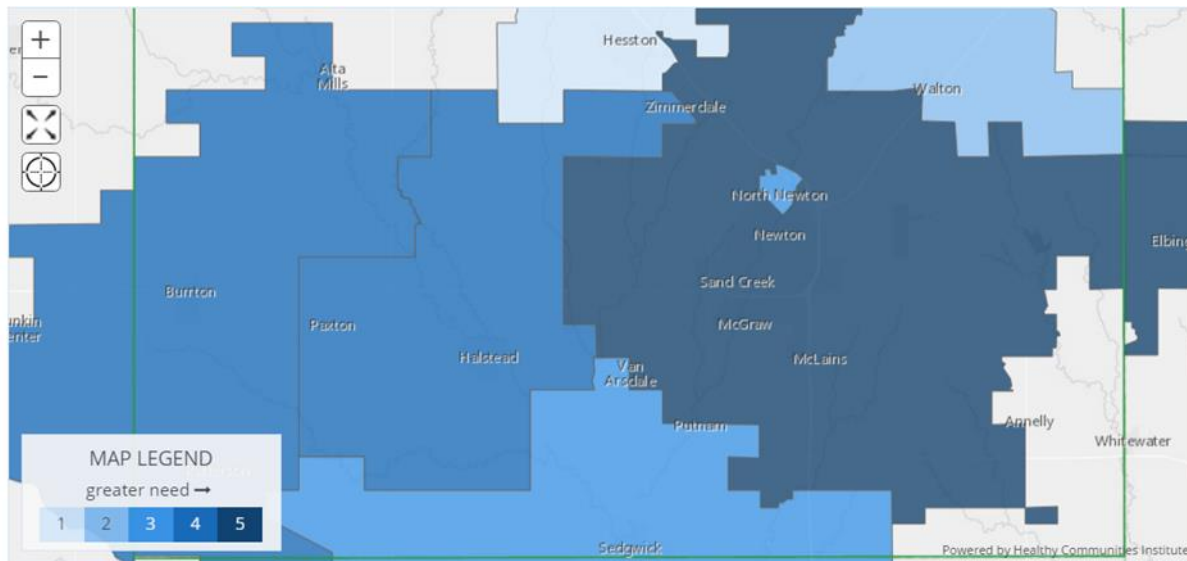 +
Hesston
−
Alta
Mills
Walton
Zimmerdale
North Newton
Newton
Elbing
Sand Creek
Burrton
McGraw
Paxton
Halstead
McLains
Van
Arsdale
Putnam
Annelly
Whitewater
MAP LEGEND
greater need →
1 2 3 4 5
Sedgwick
Powered by Healthy Communities Institute